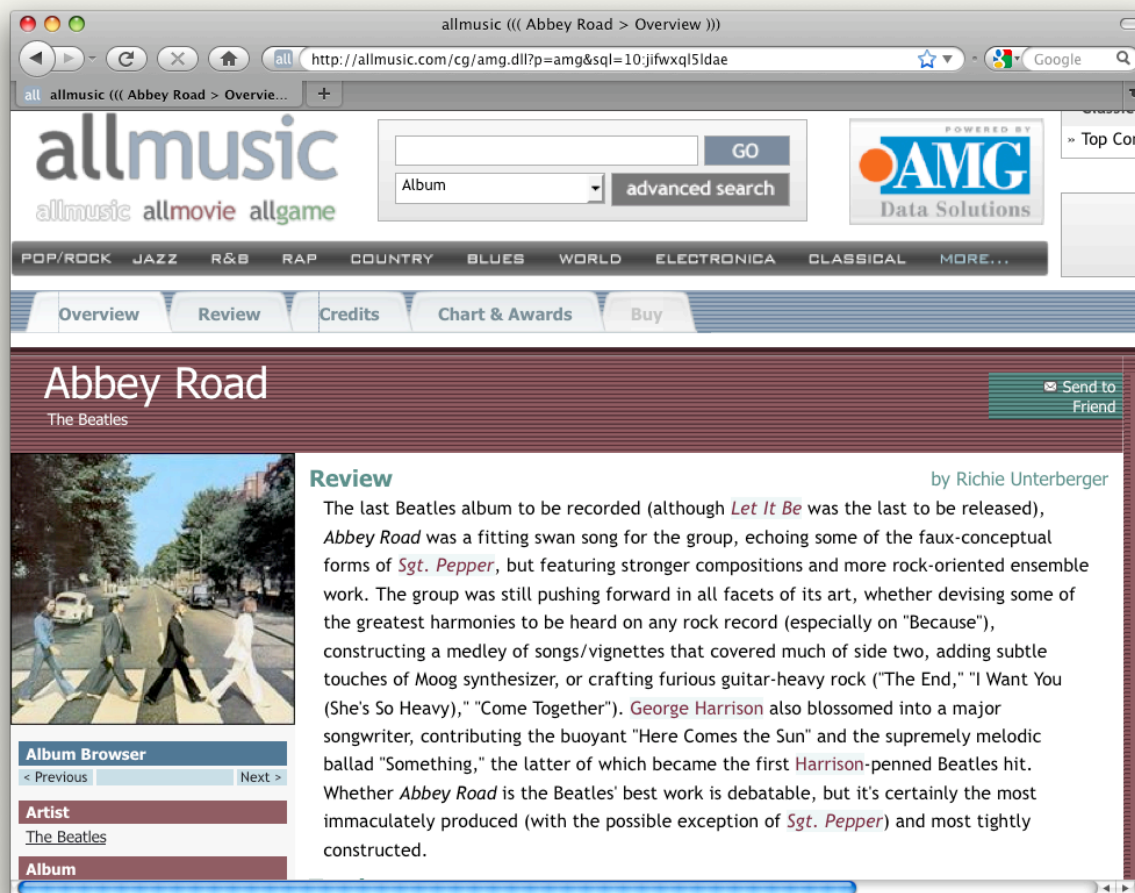 allmusic ((( Abbey Road > Overview )))
all http://allmusic.com/cg/amg.dll?p=amg&sql=10:jifwxql5ldae Google
all allmusic ((( Abbey Road > Overvie... +
allmusic
GO
Album advanced search
allmusic allmovie allgame
POWERED BY
AMG
Data Solutions
» Top Cor
POP/ROCK JAZZ R&B RAP COUNTRY BLUES WORLD ELECTRONICA CLASSICAL MORE...
Overview Review Credits Chart & Awards Buy
Abbey Road
The Beatles
Send to
Friend
Review by Richie Unterberger
The last Beatles album to be recorded (although Let It Be was the last to be released),
Abbey Road was a fitting swan song for the group, echoing some of the faux-conceptual
forms of Sgt. Pepper, but featuring stronger compositions and more rock-oriented ensemble
work. The group was still pushing forward in all facets of its art, whether devising some of
the greatest harmonies to be heard on any rock record (especially on "Because"),
constructing a medley of songs/vignettes that covered much of side two, adding subtle
touches of Moog synthesizer, or crafting furious guitar-heavy rock ("The End," "I Want You
(She's So Heavy)," "Come Together"). George Harrison also blossomed into a major
songwriter, contributing the buoyant "Here Comes the Sun" and the supremely melodic
ballad "Something," the latter of which became the first Harrison-penned Beatles hit.
Whether Abbey Road is the Beatles' best work is debatable, but it's certainly the most
immaculately produced (with the possible exception of Sgt. Pepper) and most tightly
constructed.
Album Browser
< Previous Next >
Artist
The Beatles
Album